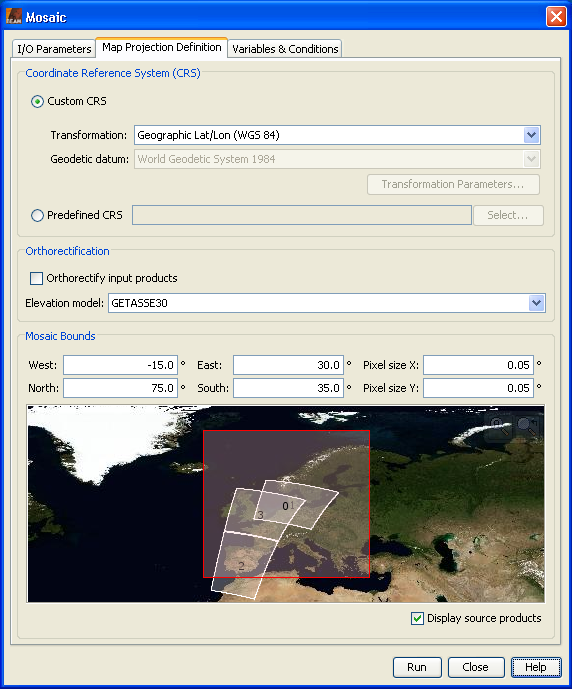 Mosaic
I/O Parameters Map Projection Definition Variables & Conditions
Coordinate Reference System (CRS)
Custom CRS
Transformation: Geographic Lat/Lon (WGS 84)
Geodetic datum: World Geodetic System 1984
Transformation Parameters...
Predefined CRS Select...
Orthorectification
Orthorectify input products
Elevation model: GETASSE30
Mosaic Bounds
West: -15.0 ° East: 30.0 ° Pixel size X: 0.05 °
North: 75.0 ° South: 35.0 ° Pixel size Y: 0.05 °
0 1
3
2
Display source products
Run Close Help